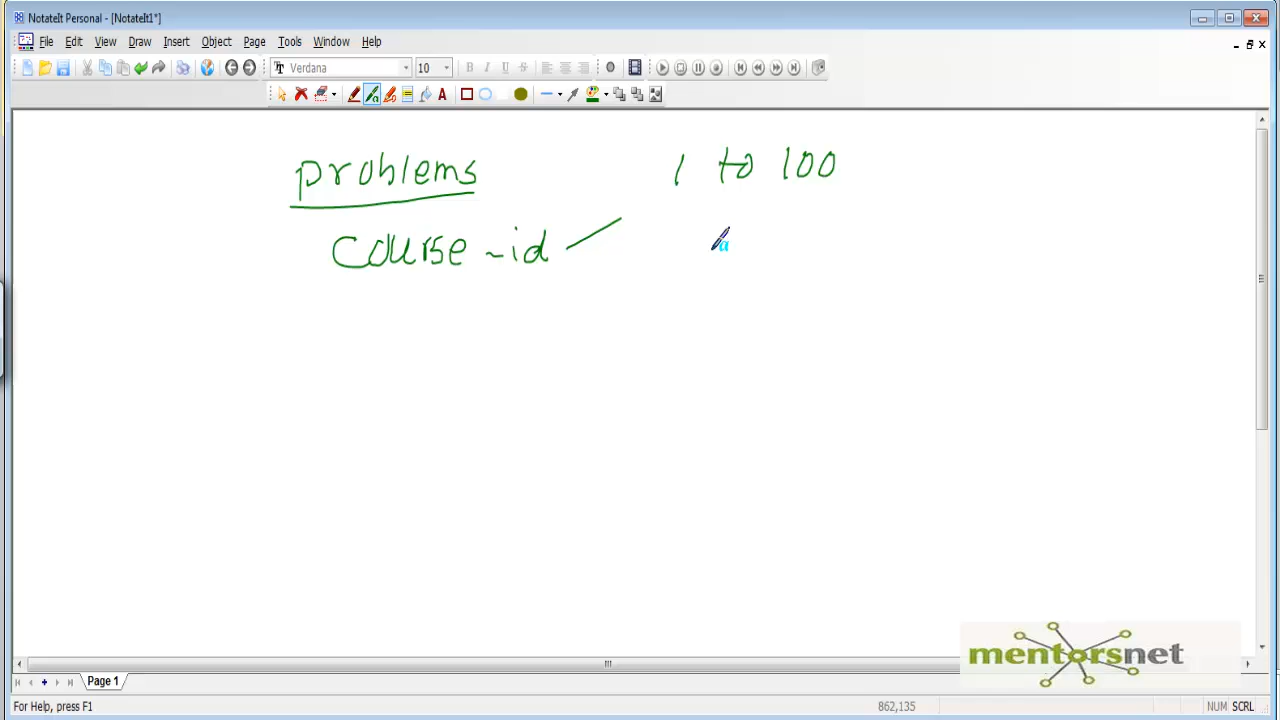 NotateIt Personal - [NotateIt1*]
File Edit View Draw Insert Object Page Tools Window Help
Verdana 10 B I U S
A
problems 1 to 100
course-id
a
mentorsnet
Page 1
For Help, press F1 862,135 NUM SCRL